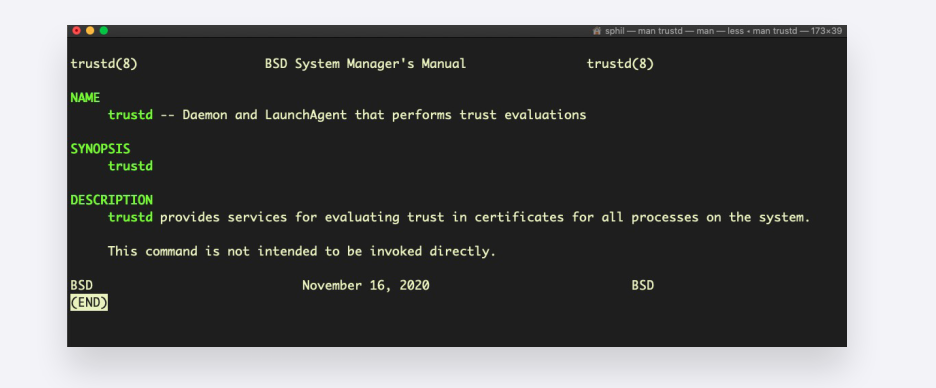 sphil — man trustd — man — less • man trustd — 173×39
trustd(8) BSD System Manager's Manual trustd(8)
NAME
trustd -- Daemon and LaunchAgent that performs trust evaluations
SYNOPSIS
trustd
DESCRIPTION
trustd provides services for evaluating trust in certificates for all processes on the system.
This command is not intended to be invoked directly.
BSD November 16, 2020 BSD
(END)